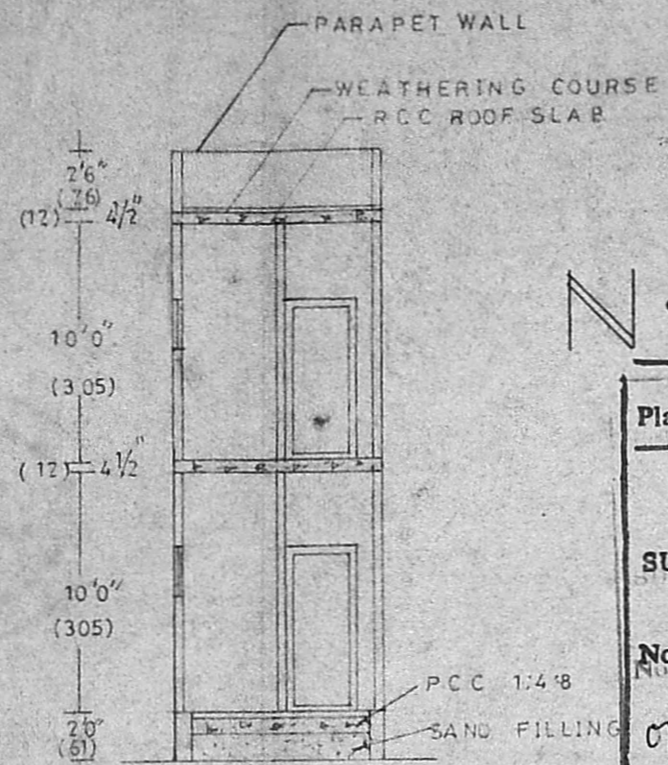 PARAPET WALL
WEATHERING COURSE
RCC ROOF SLAB
2'6"
(76)
(12) 4½"
10'0"
(3 05)
(12) 4½"
10'0"
(305)
2'0"
(61)
PCC 1:4:8
SAND FILLING
N
Pla
SU
No